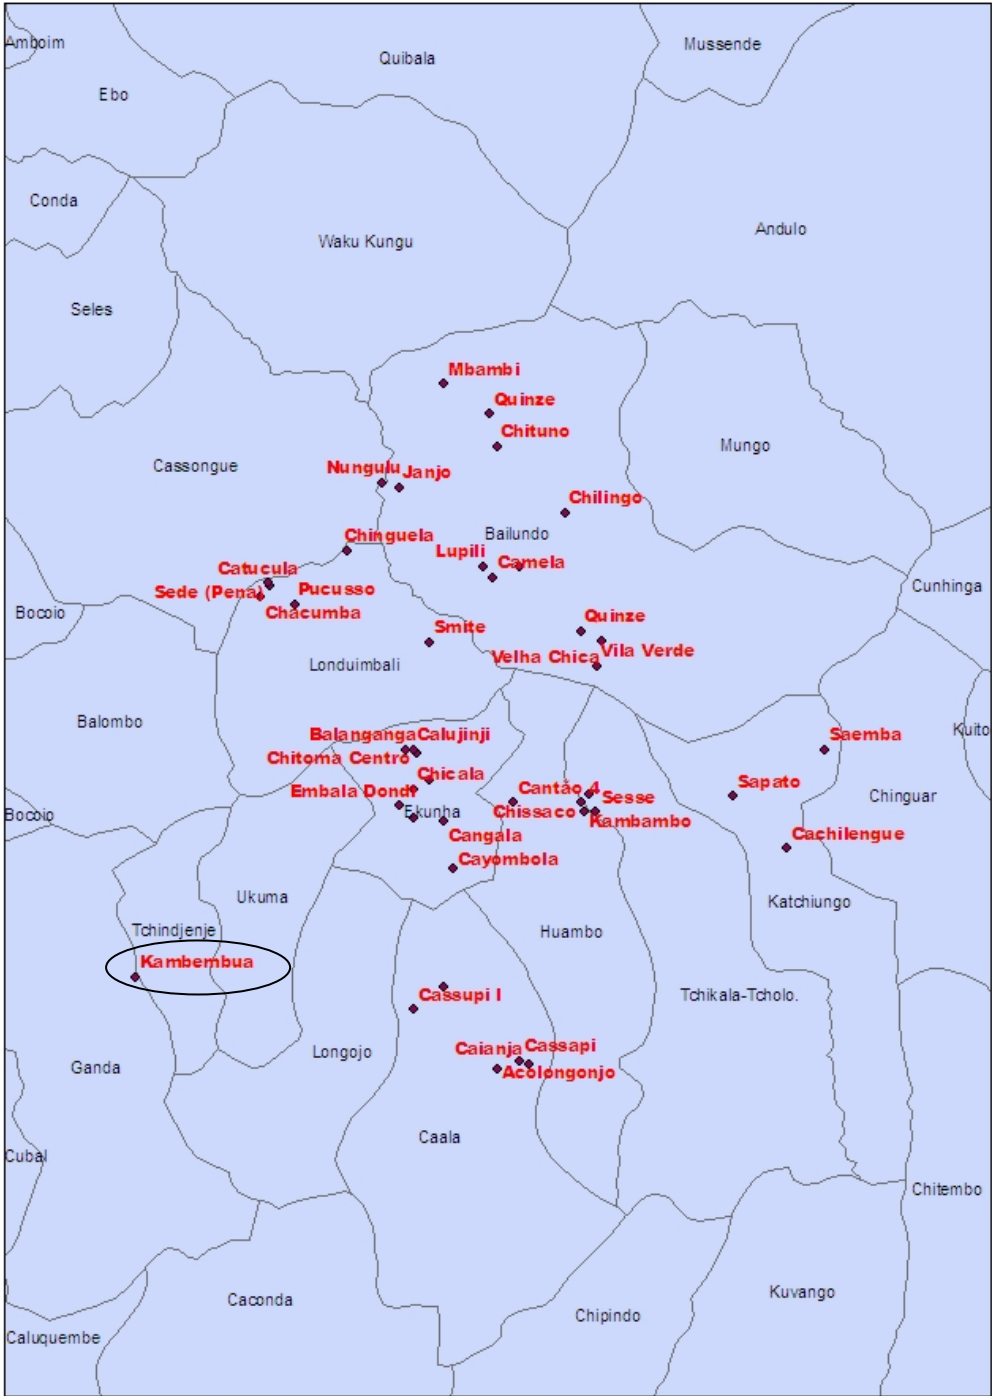 Amboim
Quibala
Mussende
Ebo
Conda
Andulo
Waku Kungu
Seles
Mbambi
Quinze
Chituno
Mungo
Cassongue
Nungulu
Janjo
Chilingo
Bailundo
Chinguela
Lupili
Camela
Catucula
Sede (Pena)
Pucusso
Chacumba
Cunhinga
Bocoio
Quinze
Smite
Vila Verde
Velha Chica
Londuimbali
Balombo
Kuito
Balanganga
Calujinji
Saemba
Chitoma Centro
Chicala
Sapato
Embala Dondi
Cantão 4
Sesse
Chinguar
Bocoio
Ekunha
Chissaco
Kambambo
Cangala
Cachilengue
Cayombola
Ukuma
Katchiungo
Tchindjenje
Huambo
Kambembua
Cassupi I
Tchikala-Tcholo.
Caianja
Cassapi
Longojo
Ganda
Acolongonjo
Caala
Cubal
Chitembo
Caconda
Kuvango
Chipindo
Caluquembe